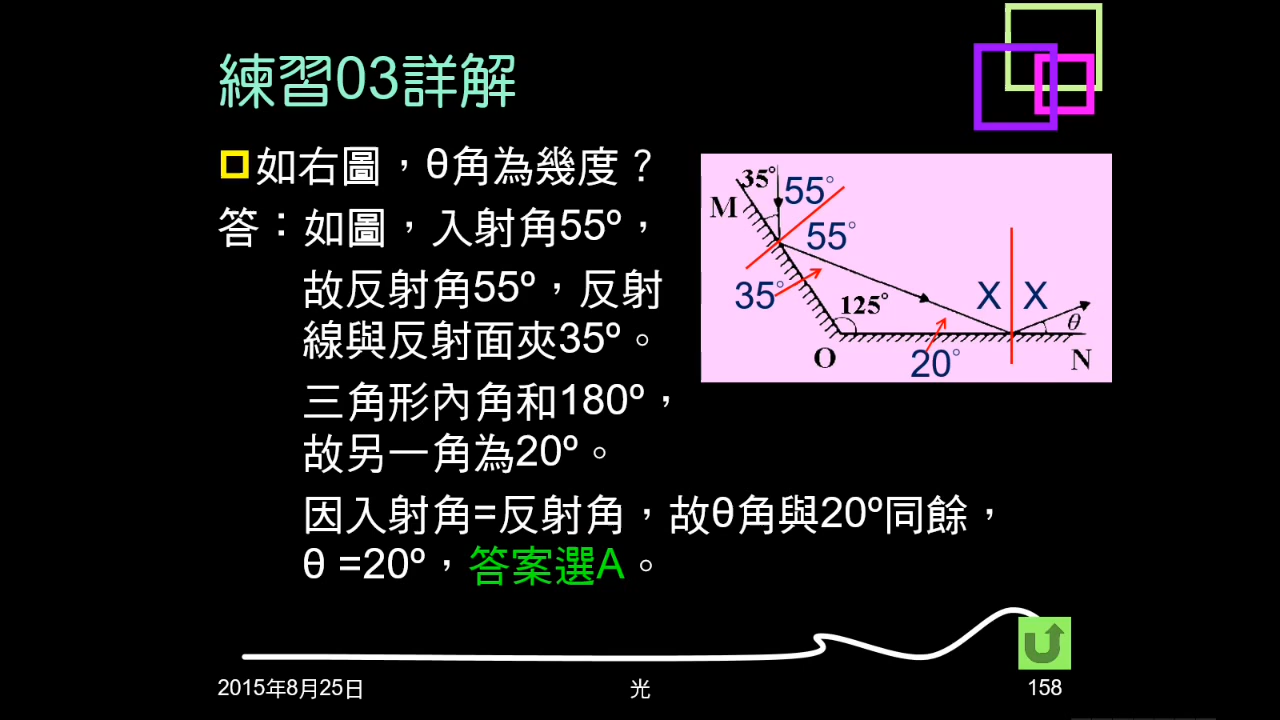 練習03詳解
如右圖，θ角為幾度？
答：如圖，入射角55º，
故反射角55º，反射
線與反射面夾35º。
三角形內角和180º，
故另一角為20º。
因入射角=反射角，故θ角與20º同餘，
θ =20º，答案選A。
35°
55°
M
55°
35°
125°
X X
θ
O
20°
N
2015年8月25日
光
158